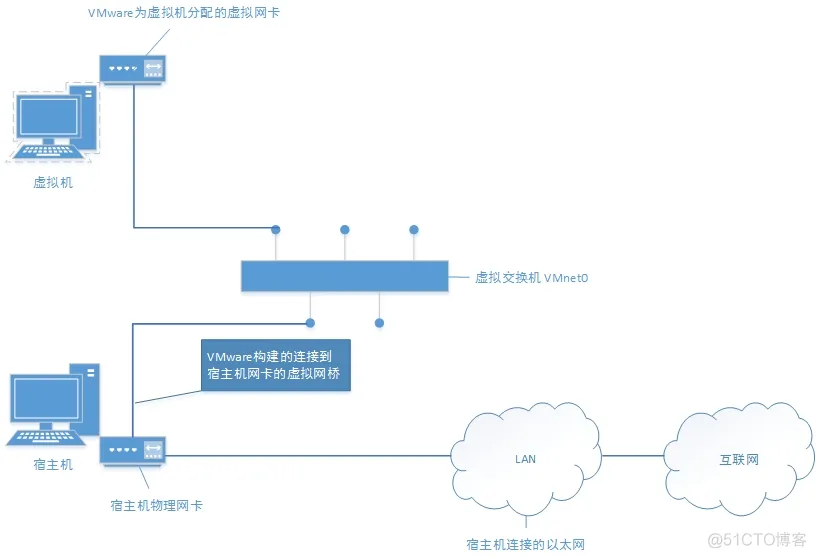 VMware为虚拟机分配的虚拟网卡
虚拟机
虚拟交换机 VMnet0
VMware构建的连接到
宿主机网卡的虚拟网桥
宿主机
宿主机物理网卡
LAN
互联网
宿主机连接的以太网
@51CTO博客